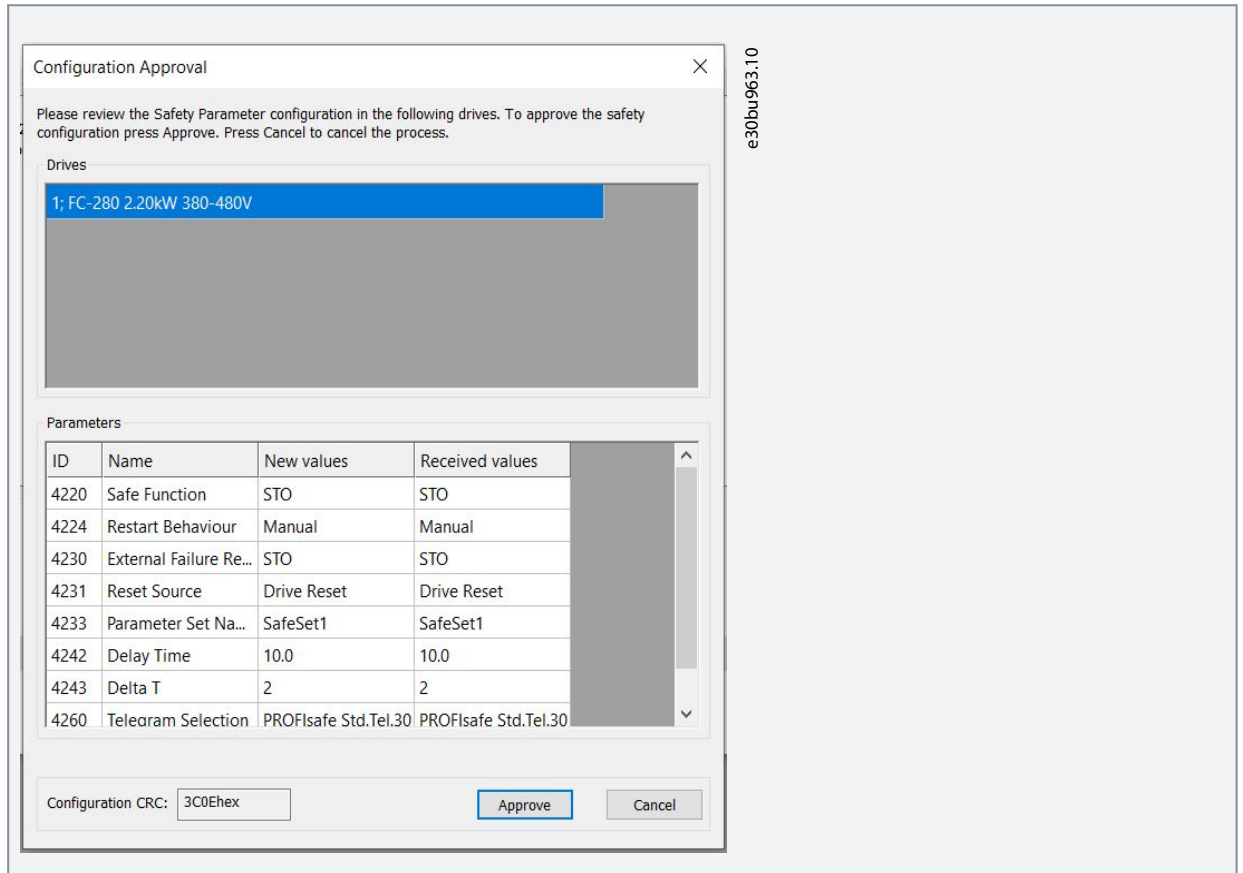 Configuration Approval
e30bu963.10
Please review the Safety Parameter configuration in the following drives. To approve the safety
configuration press Approve. Press Cancel to cancel the process.
Drives
1; FC-280 2.20kW 380-480V
Parameters
ID Name New values Received values
4220 Safe Function STO STO
4224 Restart Behaviour Manual Manual
4230 External Failure Re... STO STO
4231 Reset Source Drive Reset Drive Reset
4233 Parameter Set Na... SafeSet1 SafeSet1
4242 Delay Time 10.0 10.0
4243 Delta T 2 2
4260 Telegram Selection PROFIsafe Std.Tel.30 PROFIsafe Std.Tel.30
Configuration CRC: 3C0Ehex Approve Cancel